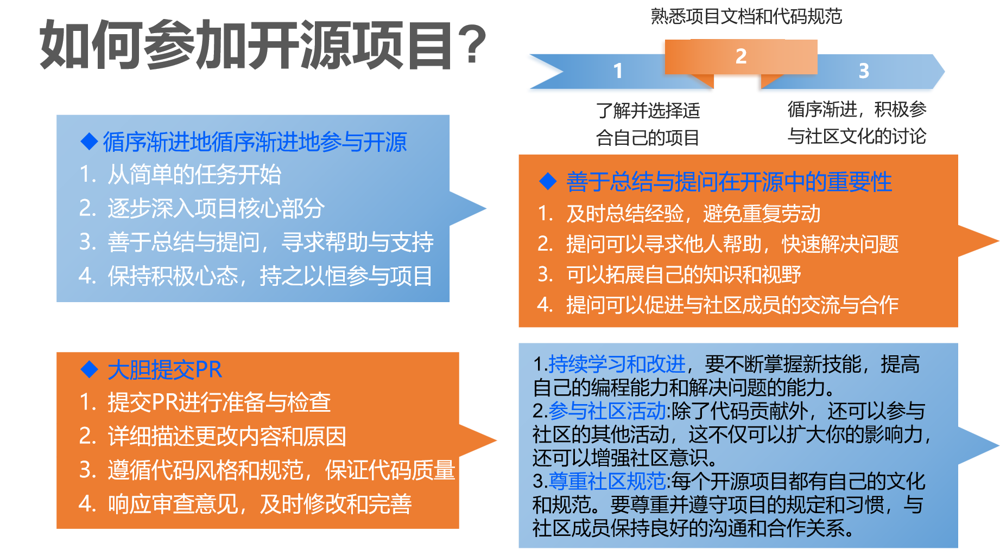 如何参加开源项目?
熟悉项目文档和代码规范
1
2
3
了解并选择适
合自己的项目
循序渐进，积极参
与社区文化的讨论
◆ 循序渐进地循序渐进地参与开源
1. 从简单的任务开始
2. 逐步深入项目核心部分
3. 善于总结与提问，寻求帮助与支持
4. 保持积极心态，持之以恒参与项目
◆ 善于总结与提问在开源中的重要性
1. 及时总结经验，避免重复劳动
2. 提问可以寻求他人帮助，快速解决问题
3. 可以拓展自己的知识和视野
4. 提问可以促进与社区成员的交流与合作
◆ 大胆提交PR
1. 提交PR进行准备与检查
2. 详细描述更改内容和原因
3. 遵循代码风格和规范，保证代码质量
4. 响应审查意见，及时修改和完善
1.持续学习和改进，要不断掌握新技能，提高
自己的编程能力和解决问题的能力。
2.参与社区活动:除了代码贡献外，还可以参与
社区的其他活动，这不仅可以扩大你的影响力，
还可以增强社区意识。
3.尊重社区规范:每个开源项目都有自己的文化
和规范。要尊重并遵守项目的规定和习惯，与
社区成员保持良好的沟通和合作关系。